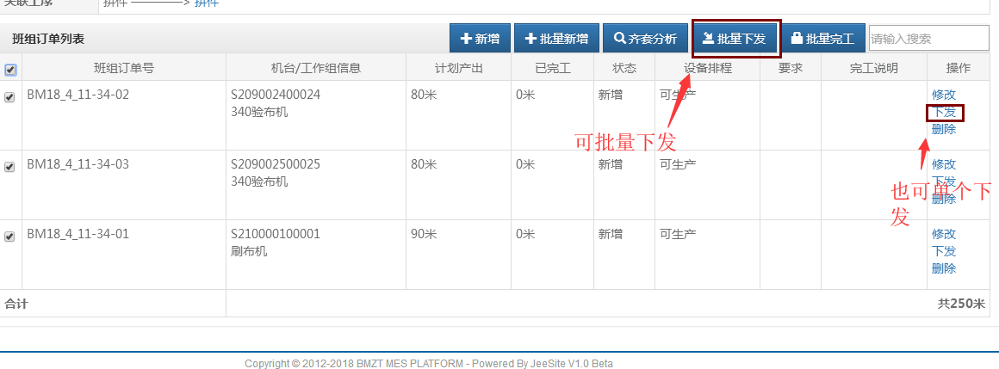 拼件 ————> 拼件
班组订单列表 新增 批量新增 齐套分析 批量下发 批量完工 请输入搜索
班组订单号 机台/工作组信息 计划产出 已完工 状态 设备排程 要求 完工说明 操作
BM18_4_11-34-02 S209002400024 80米 0米 新增 可生产 修改
340验布机 下发
删除
可批量下发
BM18_4_11-34-03 S209002500025 80米 0米 新增 可生产 修改
340验布机 下发
删除
也可单个下
发
BM18_4_11-34-01 S210000100001 90米 0米 新增 可生产 修改
刷布机 下发
删除
合计 共250米
Copyright © 2012-2018 BMZT MES PLATFORM - Powered By JeeSite V1.0 Beta